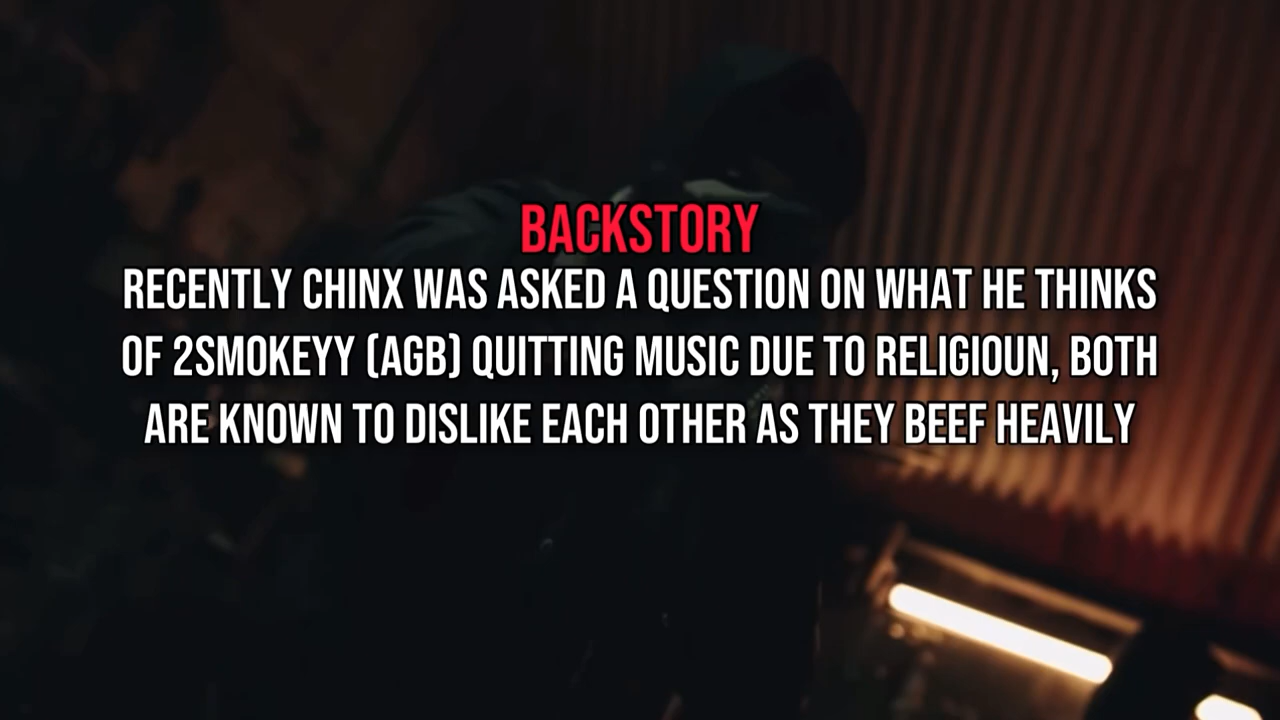 BACKSTORY
RECENTLY CHINX WAS ASKED A QUESTION ON WHAT HE THINKS
OF 2SMOKEYY (AGB) QUITTING MUSIC DUE TO RELIGIOUN, BOTH
ARE KNOWN TO DISLIKE EACH OTHER AS THEY BEEF HEAVILY